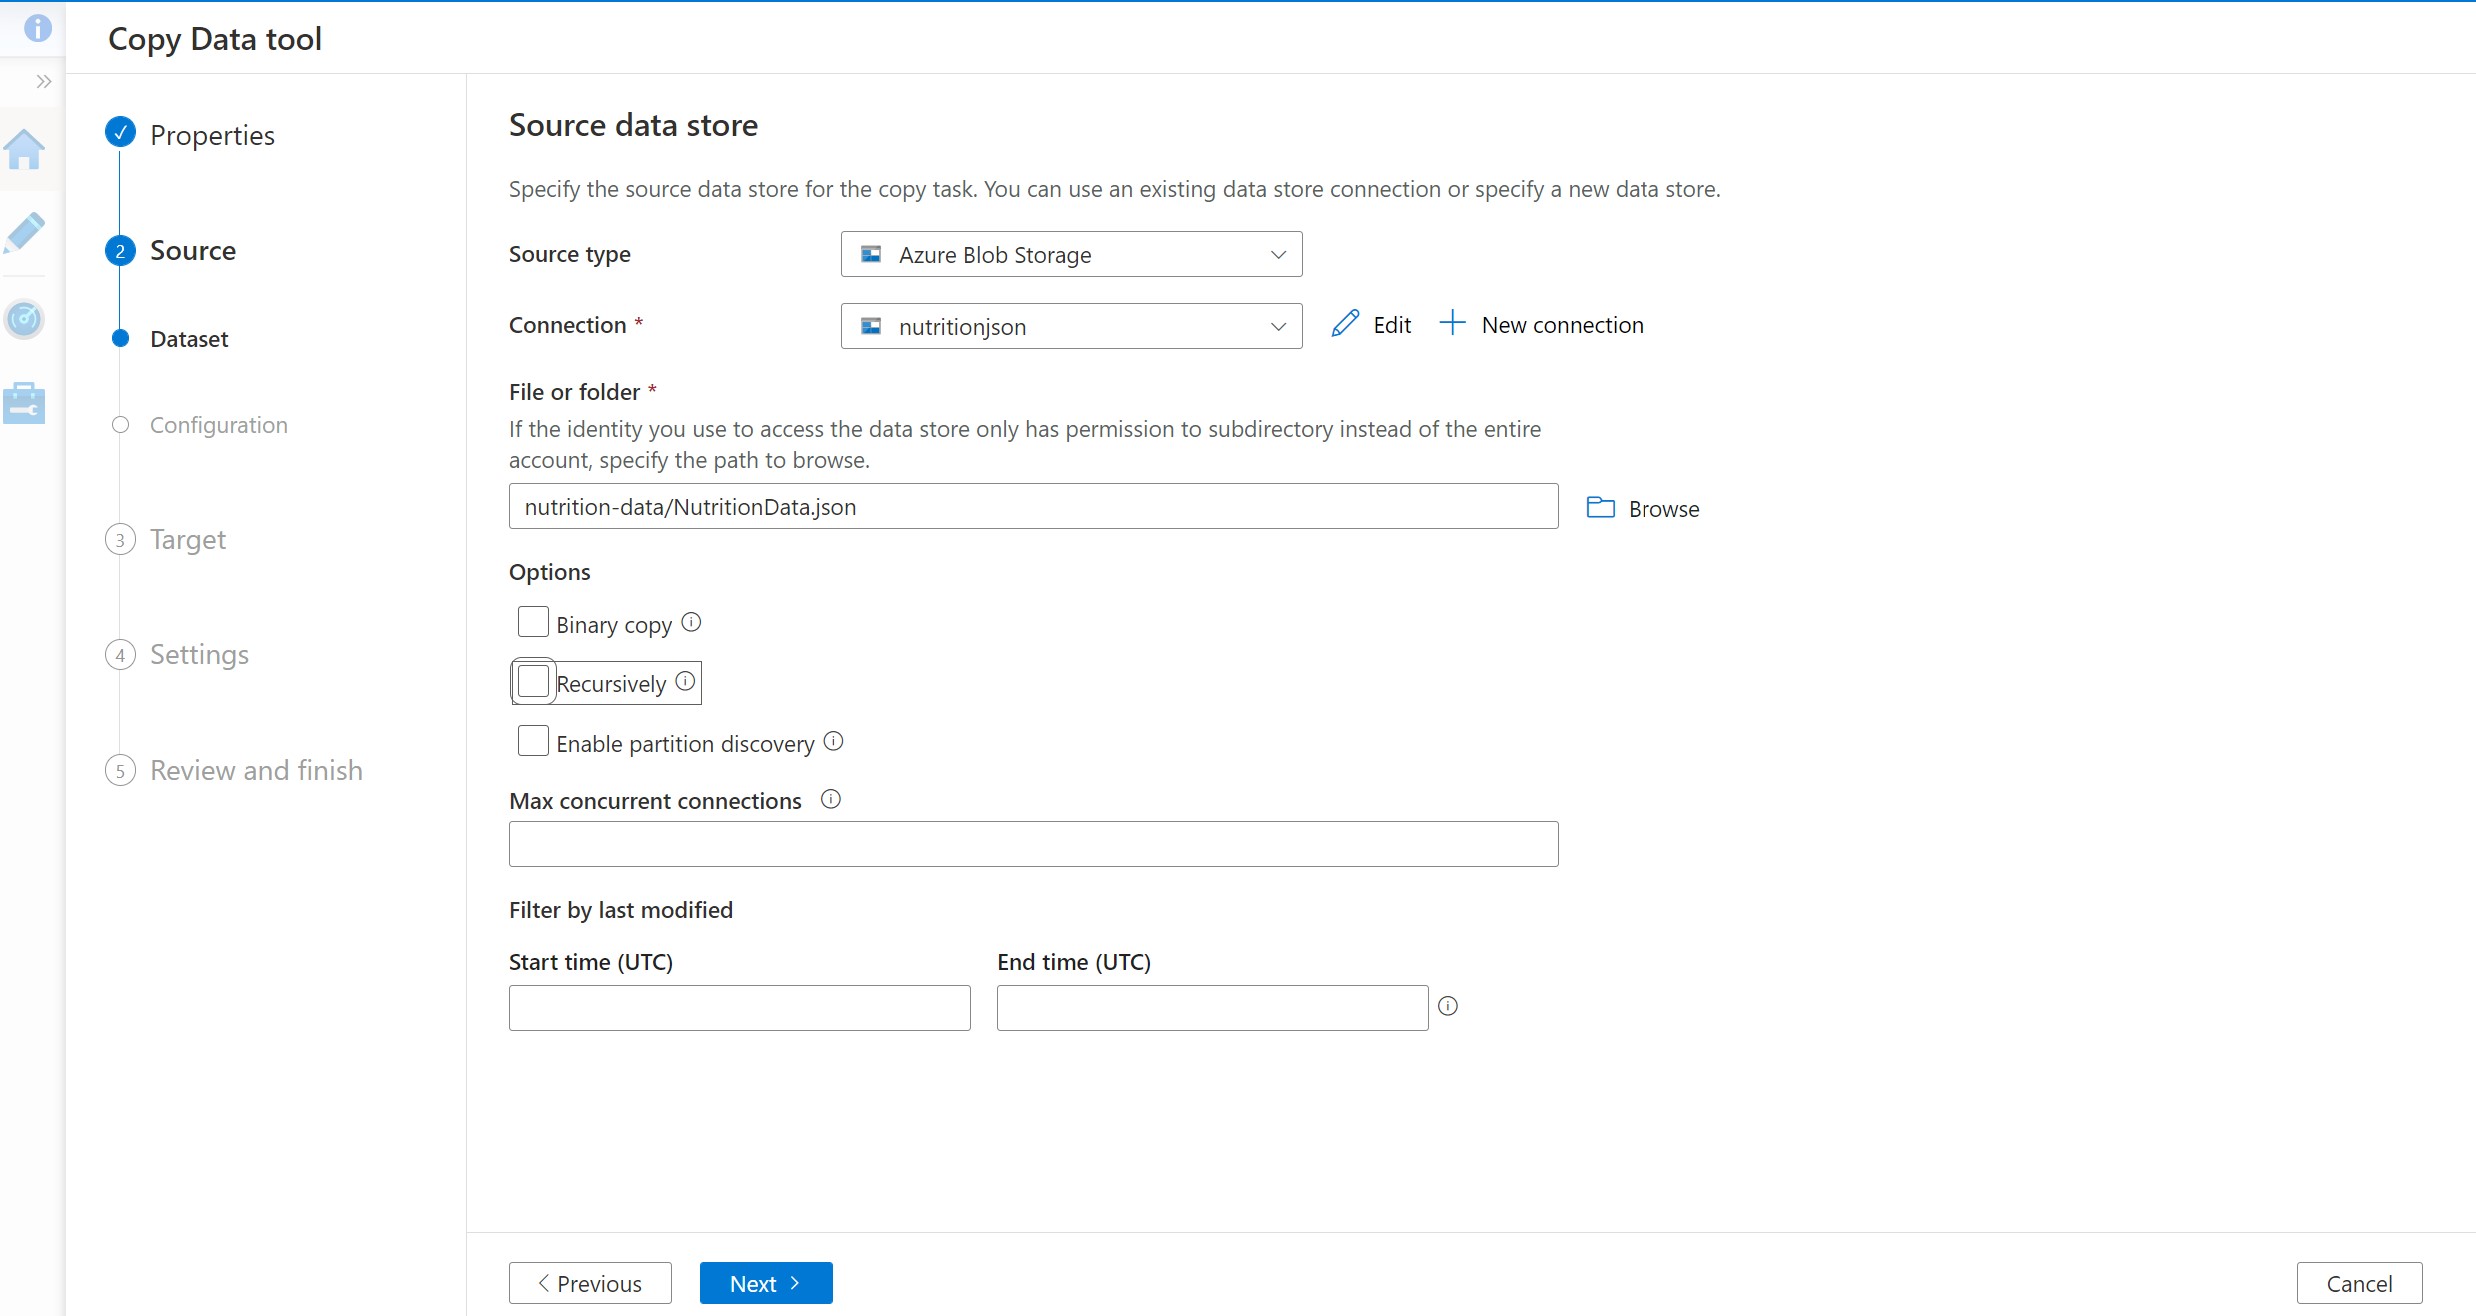 Copy Data tool
Properties
2 Source
Dataset
Configuration
3 Target
4 Settings
5 Review and finish
Source data store
Specify the source data store for the copy task. You can use an existing data store connection or specify a new data store.
Source type Azure Blob Storage
Connection * nutritionjson Edit New connection
File or folder *
If the identity you use to access the data store only has permission to subdirectory instead of the entire
account, specify the path to browse.
nutrition-data/NutritionData.json Browse
Options
Binary copy
Recursively
Enable partition discovery
Max concurrent connections
Filter by last modified
Start time (UTC) End time (UTC)
Previous Next Cancel